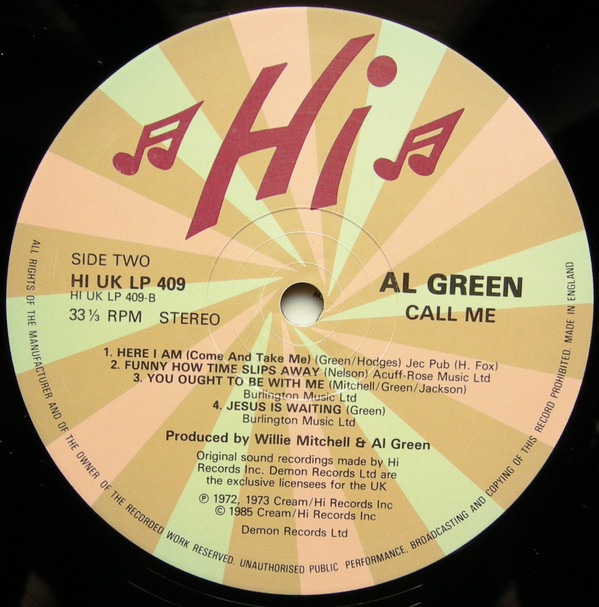 Hi
SIDE TWO
HI UK LP 409
HI UK LP 409-B
33⅓ RPM STEREO
AL GREEN
CALL ME
1. HERE I AM (Come And Take Me) (Green/Hodges) Jec Pub (H. Fox)
2. FUNNY HOW TIME SLIPS AWAY (Nelson) Acuff-Rose Music Ltd
3. YOU OUGHT TO BE WITH ME (Mitchell/Green/Jackson)
Burlington Music Ltd
4. JESUS IS WAITING (Green)
Burlington Music Ltd
Produced by Willie Mitchell & Al Green
Original sound recordings made by Hi
Records Inc. Demon Records Ltd are
the exclusive licensees for the UK
℗ 1972, 1973 Cream/Hi Records Inc
© 1985 Cream/Hi Records Inc
Demon Records Ltd
ALL RIGHTS OF THE MANUFACTURER AND OF THE OWNER OF THE RECORDED WORK RESERVED. UNAUTHORISED PUBLIC PERFORMANCE, BROADCASTING AND COPYING OF THIS RECORD PROHIBITED. MADE IN ENGLAND